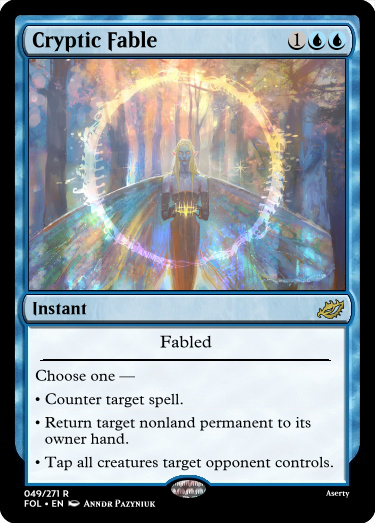 Cryptic Fable 1
Instant
Fabled
Choose one —
• Counter target spell.
• Return target nonland permanent to its
owner hand.
• Tap all creatures target opponent controls.
049/271 R
FOL • EN Anndr Pazyniuk
Aserty